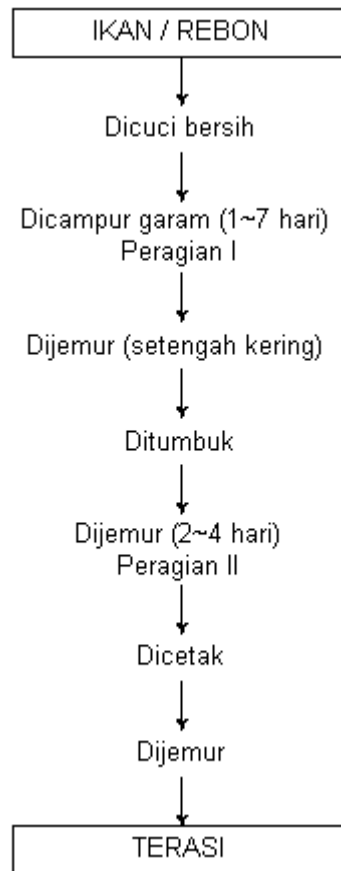 IKAN / REBON
Dicuci bersih
Dicampur garam (1~7 hari)
Peragian I
Dijemur (setengah kering)
Ditumbuk
Dijemur (2~4 hari)
Peragian II
Dicetak
Dijemur
TERASI